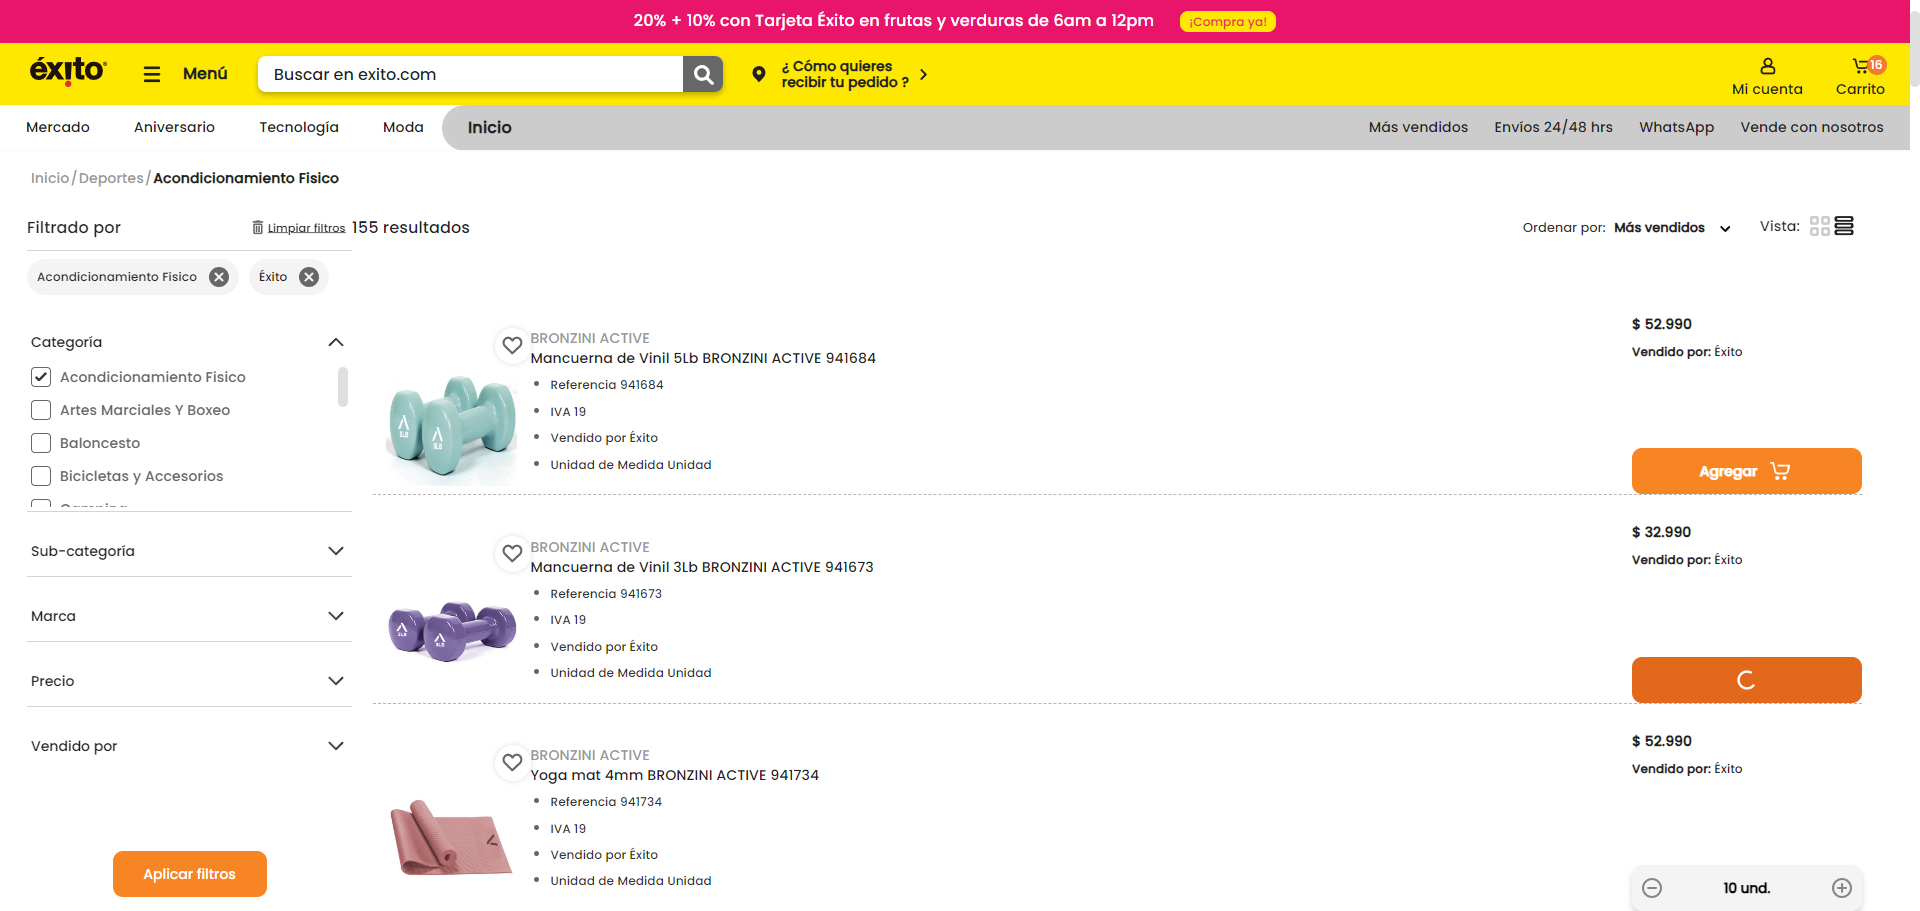 20% + 10% con Tarjeta Éxito en frutas y verduras de 6am a 12pm
¡Compra ya!
éxito
Menú
Buscar en exito.com
¿ Cómo quieres
recibir tu pedido ?
Mi cuenta
16
Carrito
Mercado
Aniversario
Tecnología
Moda
Inicio
Más vendidos
Envíos 24/48 hrs
WhatsApp
Vende con nosotros
Inicio/Deportes/Acondicionamiento Fisico
Filtrado por
Limpiar filtros
155 resultados
Ordenar por: Más vendidos
Vista:
Acondicionamiento Fisico
Éxito
Categoría
Acondicionamiento Fisico
Artes Marciales Y Boxeo
Baloncesto
Bicicletas y Accesorios
Sub-categoría
Marca
Precio
Vendido por
Aplicar filtros
BRONZINI ACTIVE
Mancuerna de Vinil 5Lb BRONZINI ACTIVE 941684
Referencia 941684
IVA 19
Vendido por Éxito
Unidad de Medida Unidad
$ 52.990
Vendido por: Éxito
Agregar
5LB
5LB
BRONZINI ACTIVE
Mancuerna de Vinil 3Lb BRONZINI ACTIVE 941673
Referencia 941673
IVA 19
Vendido por Éxito
Unidad de Medida Unidad
$ 32.990
Vendido por: Éxito
3LB
3LB
BRONZINI ACTIVE
Yoga mat 4mm BRONZINI ACTIVE 941734
Referencia 941734
IVA 19
Vendido por Éxito
Unidad de Medida Unidad
$ 52.990
Vendido por: Éxito
10 und.